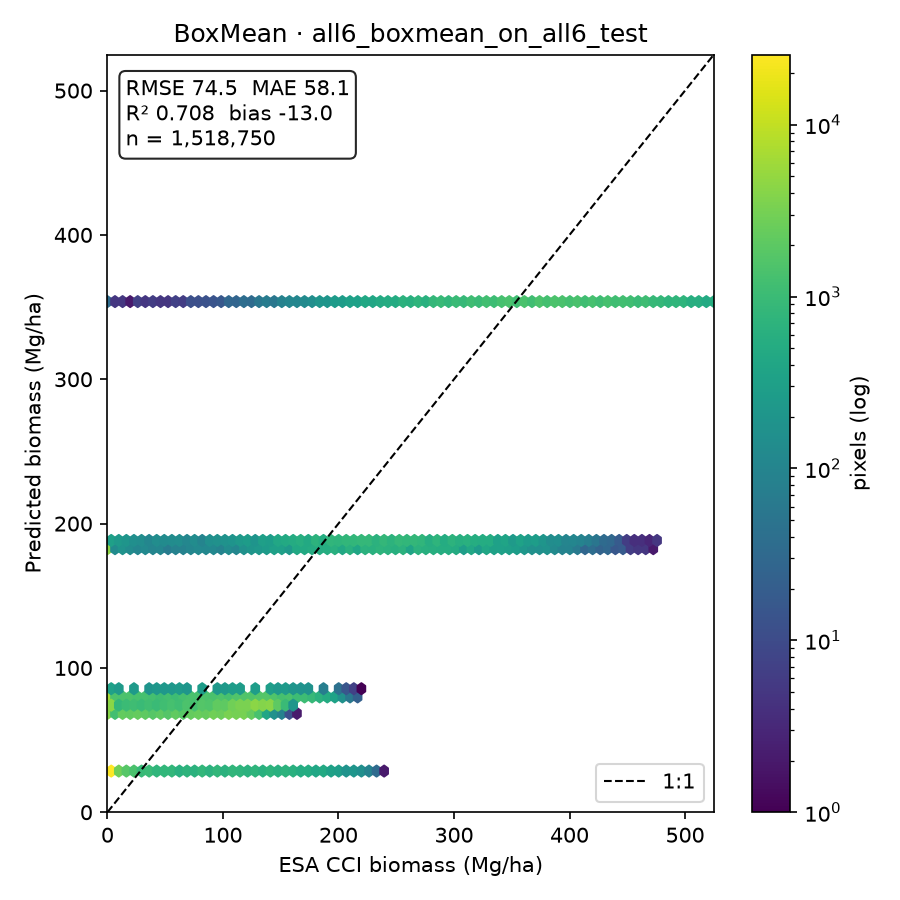 BoxMean · all6_boxmean_on_all6_test
RMSE 74.5  MAE 58.1
R² 0.708  bias -13.0
n = 1,518,750
500
400
300
200
100
0
Predicted biomass (Mg/ha)
0 100 200 300 400 500
ESA CCI biomass (Mg/ha)
1:1
10⁴
10³
10²
10¹
10⁰
pixels (log)